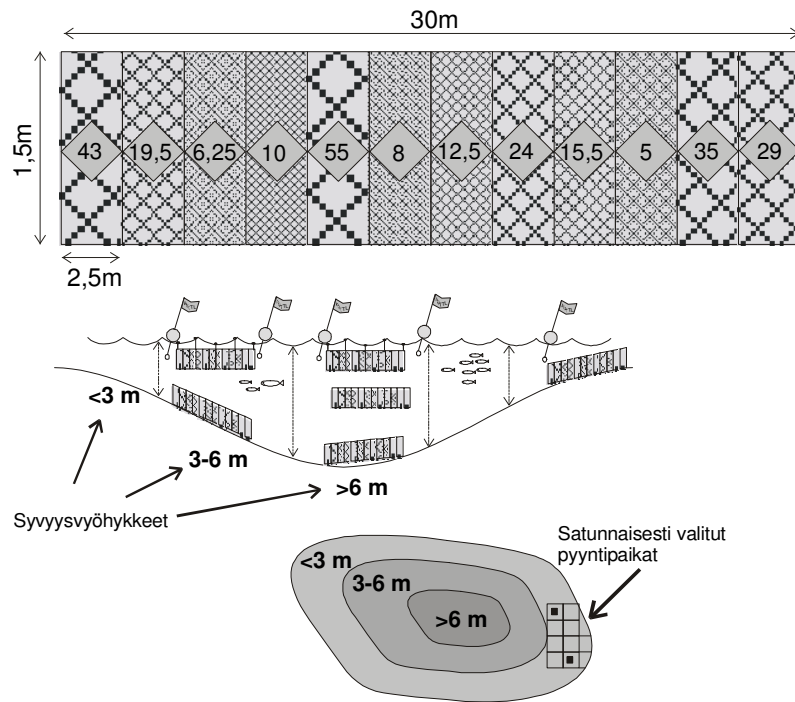 30m
1,5m
43 19,5 6,25 10 55 8 12,5 24 15,5 5 35 29
2,5m
<3 m
3-6 m
>6 m
Syvyysvyöhykkeet
Satunnaisesti valitut
pyyntipaikat
<3 m
3-6 m
>6 m